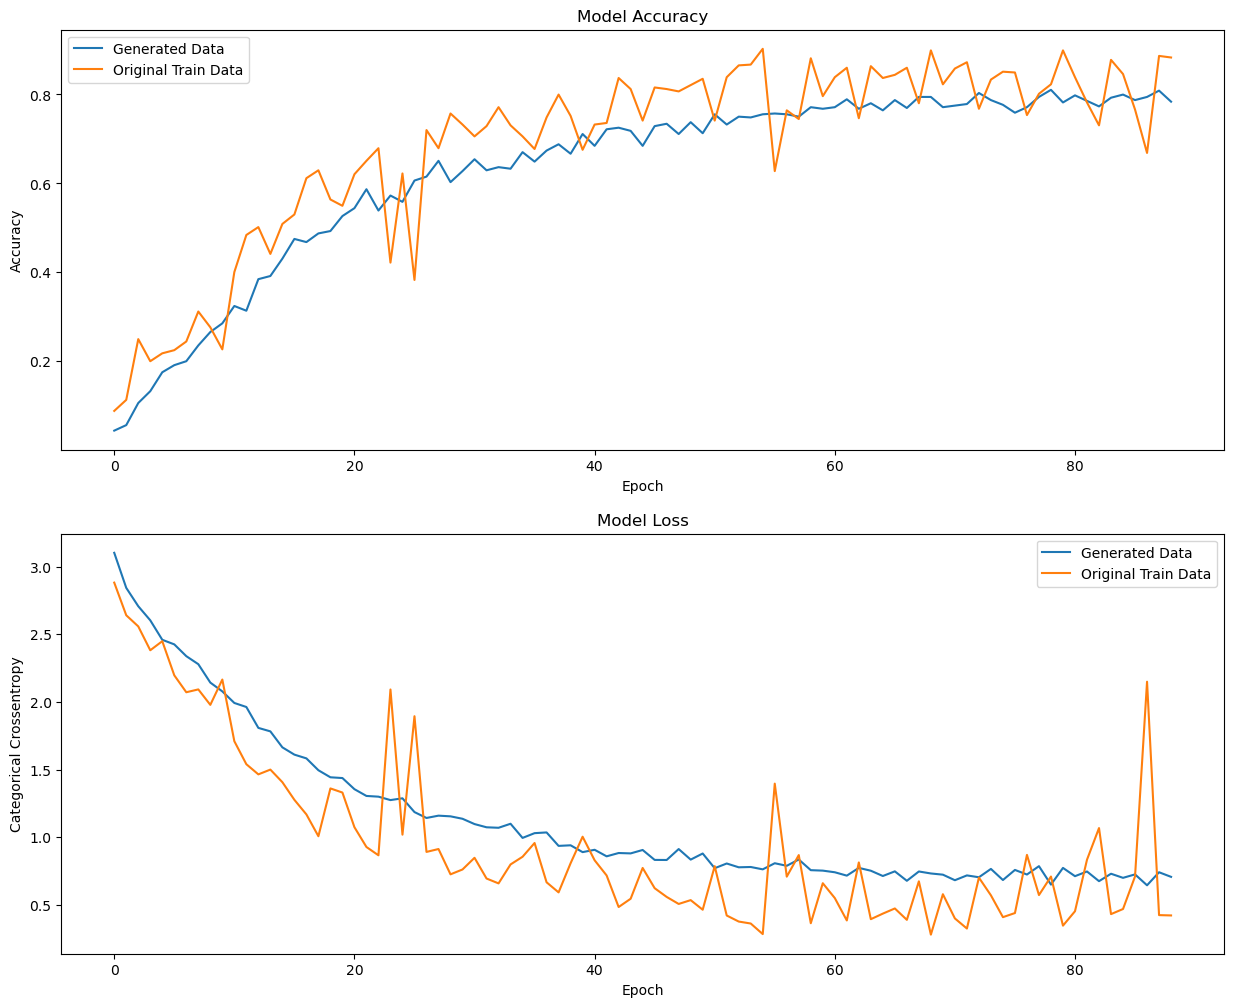 Model Accuracy
Generated Data
Original Train Data
0.8
0.6
0.4
0.2
Accuracy
0 20 40 60 80
Epoch
Model Loss
Generated Data
Original Train Data
3.0
2.5
2.0
1.5
1.0
0.5
Categorical Crossentropy
0 20 40 60 80
Epoch